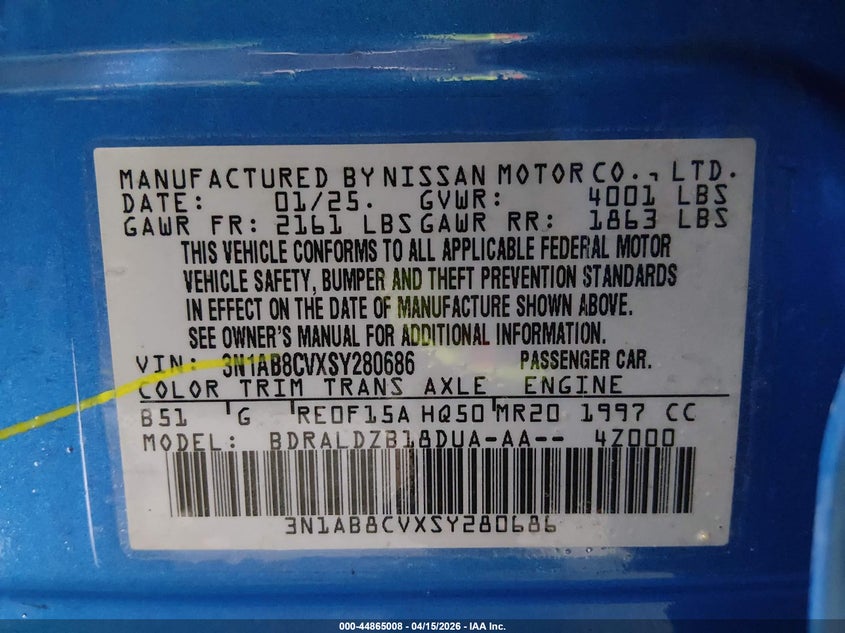 MANUFACTURED BY NISSAN MOTOR CO., LTD.
DATE: 01/25. GVWR: 4001 LBS
GAWR FR: 2161 LBS GAWR RR: 1863 LBS
THIS VEHICLE CONFORMS TO ALL APPLICABLE FEDERAL MOTOR
VEHICLE SAFETY, BUMPER AND THEFT PREVENTION STANDARDS
IN EFFECT ON THE DATE OF MANUFACTURE SHOWN ABOVE.
SEE OWNER'S MANUAL FOR ADDITIONAL INFORMATION.
VIN: 3N1AB8CVXSY280686 PASSENGER CAR.
COLOR TRIM TRANS AXLE ENGINE
B51 G RE0F15A HQ50 MR20 1997 CC
MODEL: BDRALDZB18DUA-AA-- 4Z000
3N1AB8CVXSY280686
000-44865008 - 04/15/2026 - IAA Inc.